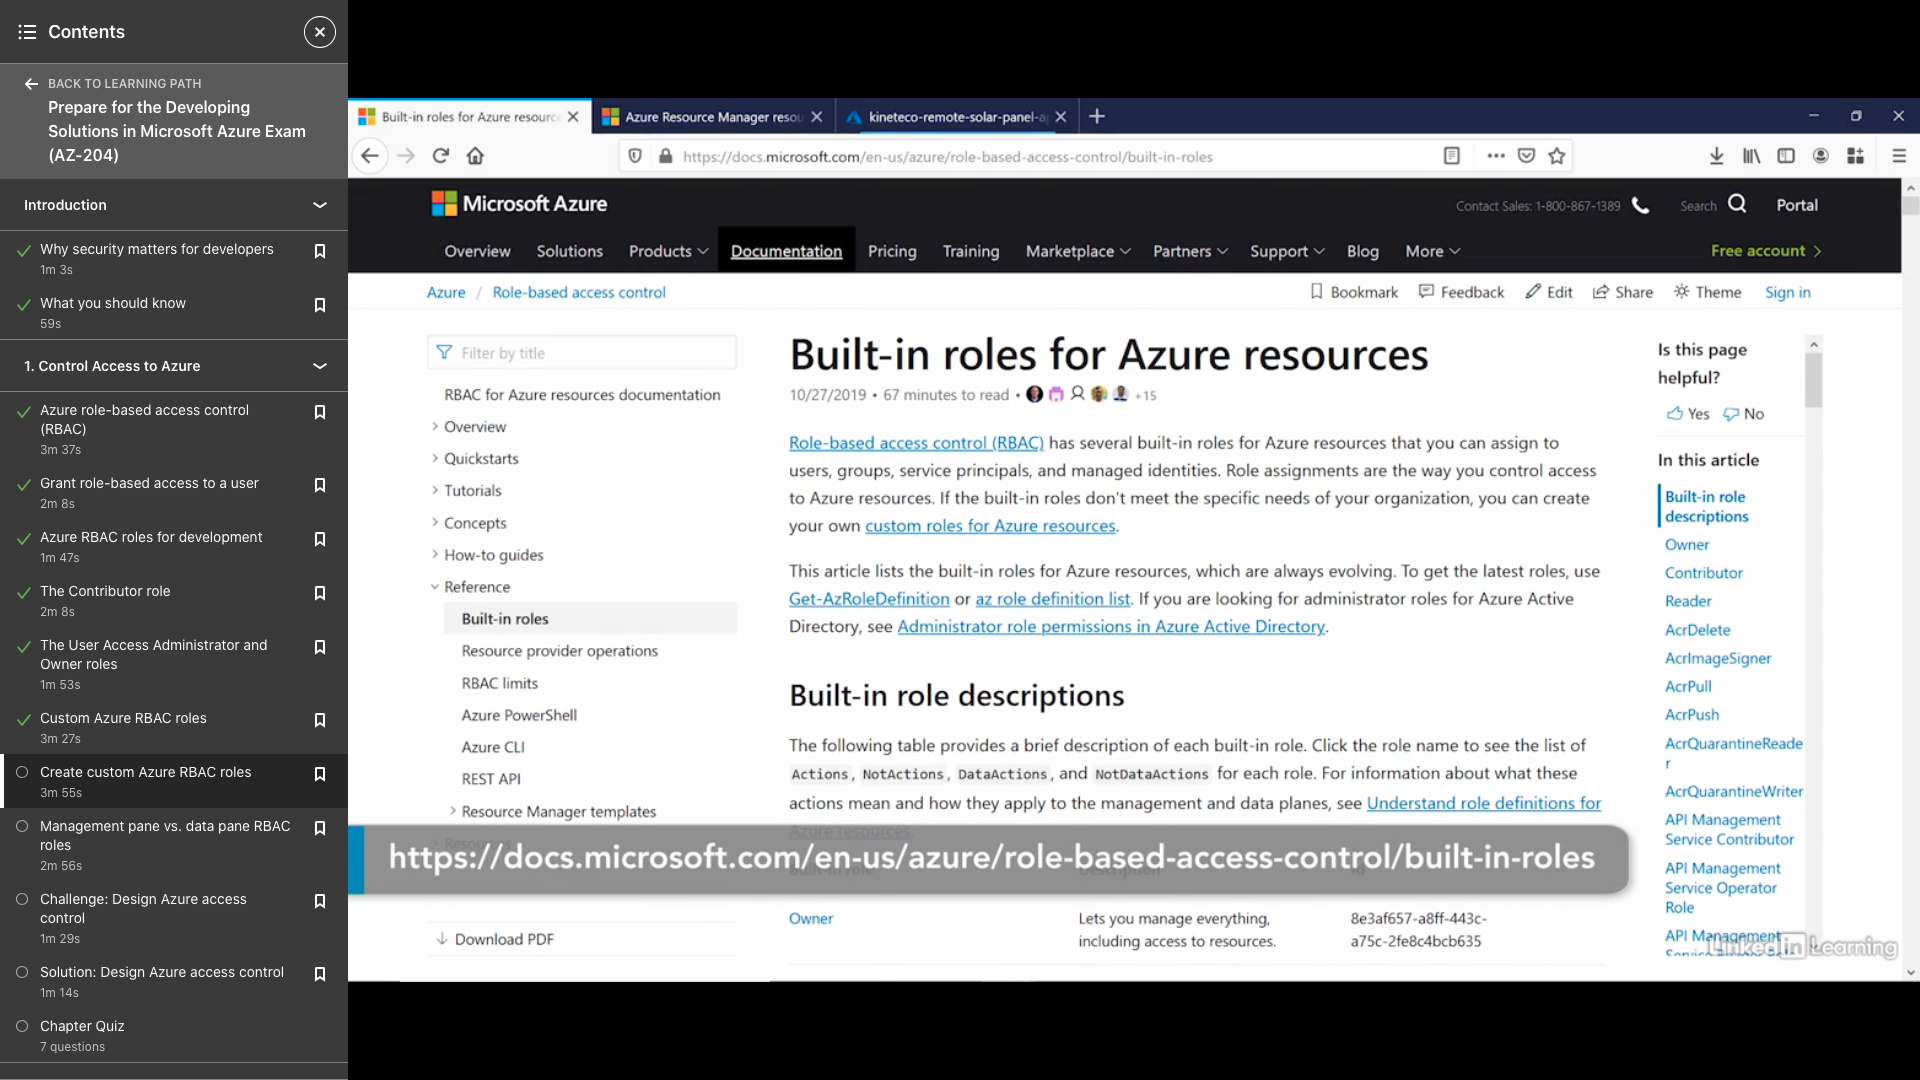 Contents
BACK TO LEARNING PATH
Prepare for the Developing
Solutions in Microsoft Azure Exam
(AZ-204)
Introduction
Why security matters for developers
1m 3s
What you should know
59s
1. Control Access to Azure
Azure role-based access control
(RBAC)
3m 37s
Grant role-based access to a user
2m 8s
Azure RBAC roles for development
1m 47s
The Contributor role
2m 8s
The User Access Administrator and
Owner roles
1m 53s
Custom Azure RBAC roles
3m 27s
Create custom Azure RBAC roles
3m 55s
Management pane vs. data pane RBAC
roles
2m 56s
Challenge: Design Azure access
control
1m 29s
Solution: Design Azure access control
1m 14s
Chapter Quiz
7 questions
Built-in roles for Azure resource
Azure Resource Manager resou
kineteco-remote-solar-panel-a
https://docs.microsoft.com/en-us/azure/role-based-access-control/built-in-roles
Microsoft Azure
Contact Sales: 1-800-867-1389
Search
Portal
Overview Solutions Products Documentation Pricing Training Marketplace Partners Support Blog More Free account
Azure / Role-based access control
Bookmark Feedback Edit Share Theme Sign in
Filter by title
RBAC for Azure resources documentation
Overview
Quickstarts
Tutorials
Concepts
How-to guides
Reference
Built-in roles
Resource provider operations
RBAC limits
Azure PowerShell
Azure CLI
REST API
Resource Manager templates
Download PDF
Built-in roles for Azure resources
10/27/2019 • 67 minutes to read • +15
Role-based access control (RBAC) has several built-in roles for Azure resources that you can assign to
users, groups, service principals, and managed identities. Role assignments are the way you control access
to Azure resources. If the built-in roles don't meet the specific needs of your organization, you can create
your own custom roles for Azure resources.
This article lists the built-in roles for Azure resources, which are always evolving. To get the latest roles, use
Get-AzRoleDefinition or az role definition list. If you are looking for administrator roles for Azure Active
Directory, see Administrator role permissions in Azure Active Directory.
Built-in role descriptions
The following table provides a brief description of each built-in role. Click the role name to see the list of
Actions, NotActions, DataActions, and NotDataActions for each role. For information about what these
actions mean and how they apply to the management and data planes, see Understand role definitions for
Azure resources.
https://docs.microsoft.com/en-us/azure/role-based-access-control/built-in-roles
Owner
Lets you manage everything,
including access to resources.
8e3af657-a8ff-443c-
a75c-2fe8c4bcb635
Is this page
helpful?
Yes No
In this article
Built-in role
descriptions
Owner
Contributor
Reader
AcrDelete
AcrImageSigner
AcrPull
AcrPush
AcrQuarantineReade
r
AcrQuarantineWriter
API Management
Service Contributor
API Management
Service Operator
Role
API Management
LinkedIn Learning